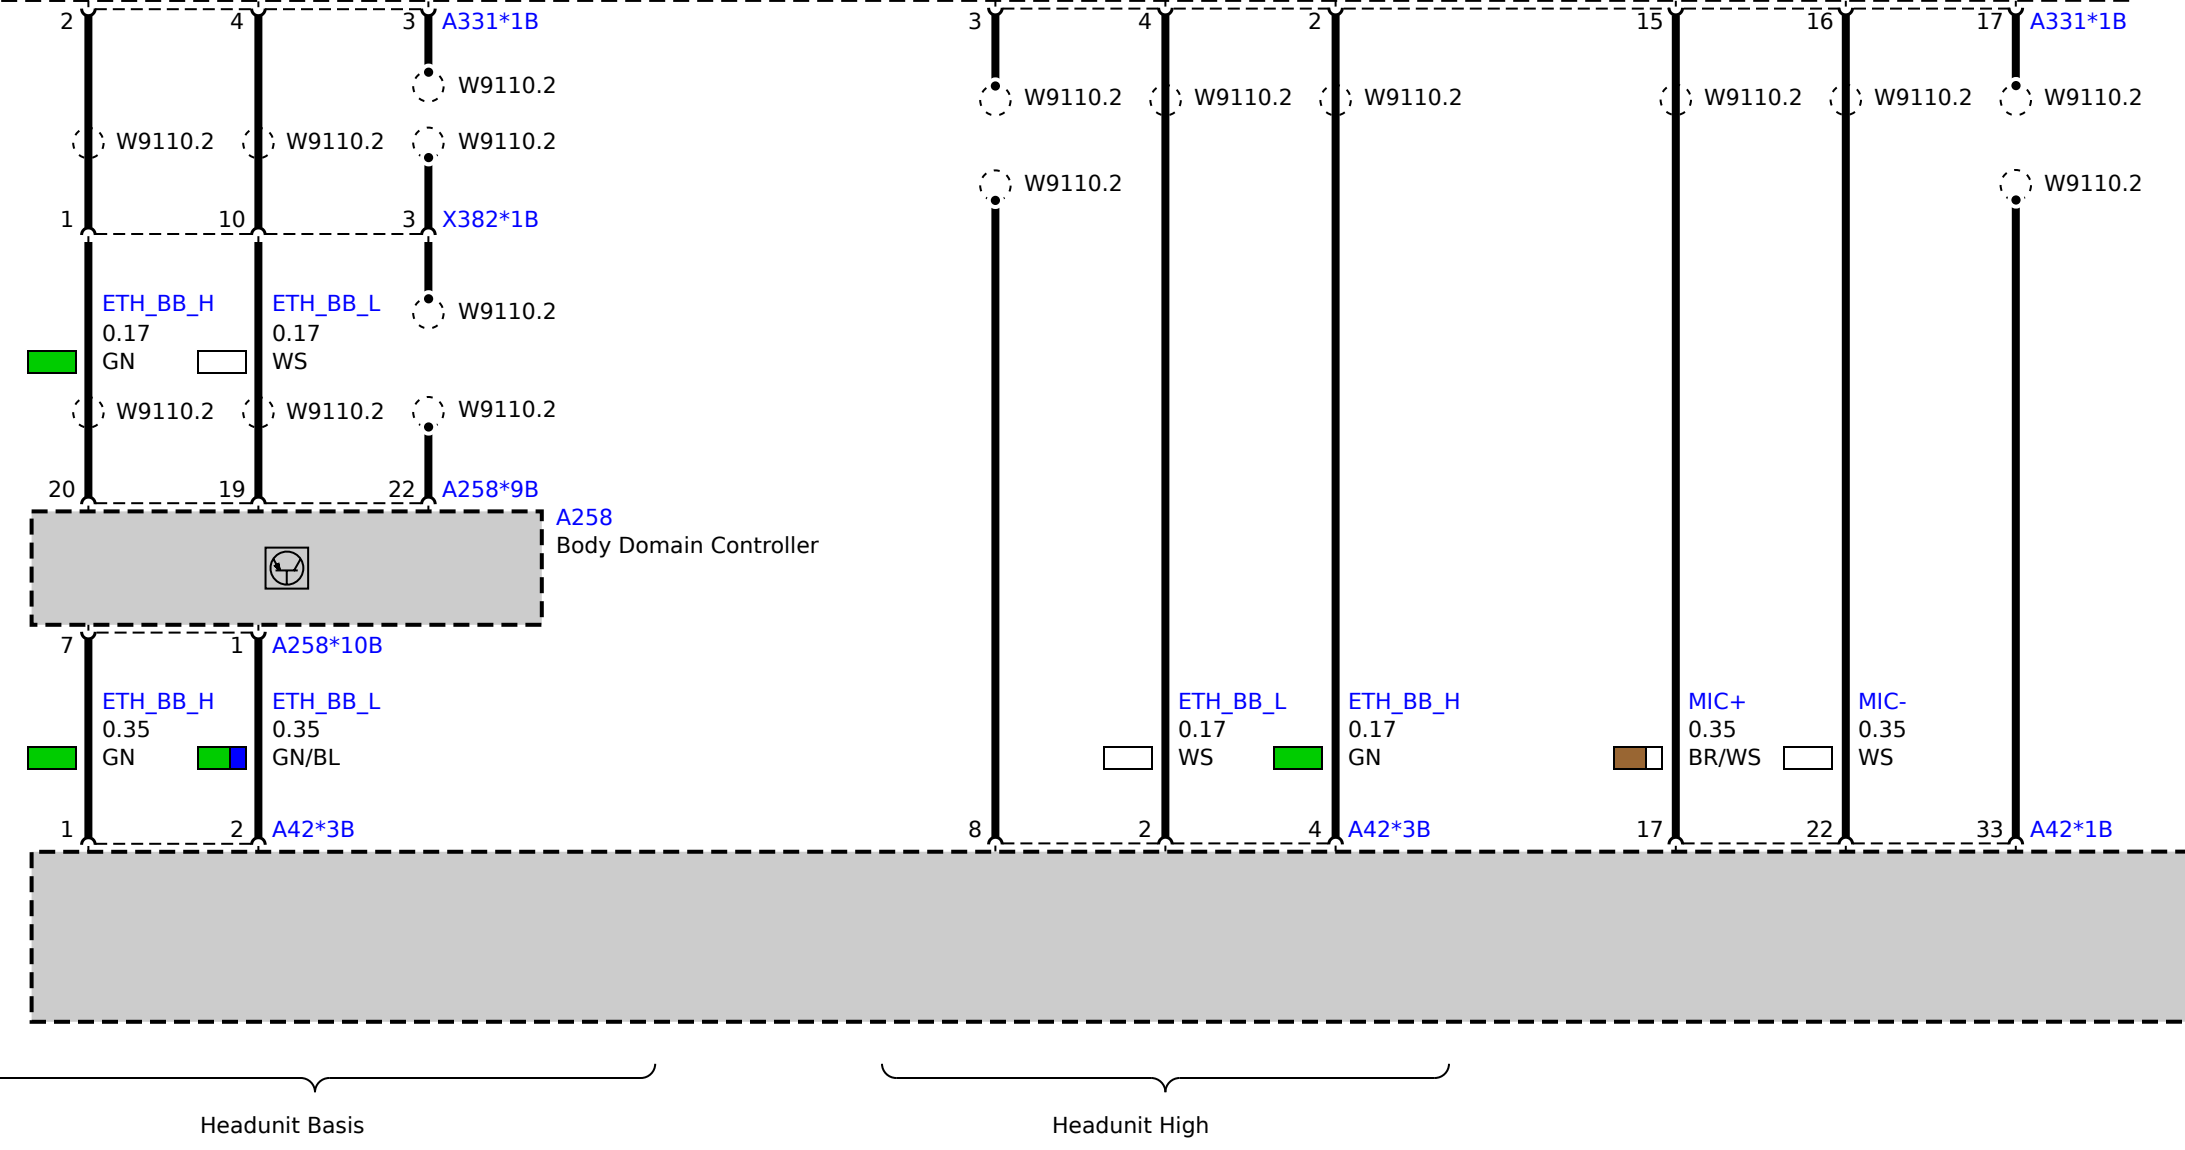 2 4 3 A331*1B 3 4 2 15 16 17 A331*1B
W9110.2
W9110.2 W9110.2 W9110.2 W9110.2 W9110.2 W9110.2
W9110.2 W9110.2 W9110.2
W9110.2 W9110.2
1 10 3 X382*1B
ETH_BB_H ETH_BB_L
W9110.2
0.17 0.17
GN WS
W9110.2 W9110.2 W9110.2
20 19 22 A258*9B
A258
Body Domain Controller
7 1 A258*10B
ETH_BB_H ETH_BB_L ETH_BB_L ETH_BB_H MIC+ MIC-
0.35 0.35 0.17 0.17 0.35 0.35
GN GN/BL WS GN BR/WS WS
1 2 A42*3B 8 2 4 A42*3B 17 22 33 A42*1B
Headunit Basis Headunit High